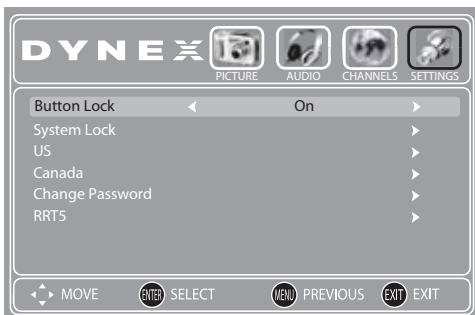 DYNEX
PICTURE AUDIO CHANNELS SETTINGS
Button Lock On
System Lock
US
Canada
Change Password
RRT5
MOVE ENTER SELECT MENU PREVIOUS EXIT EXIT